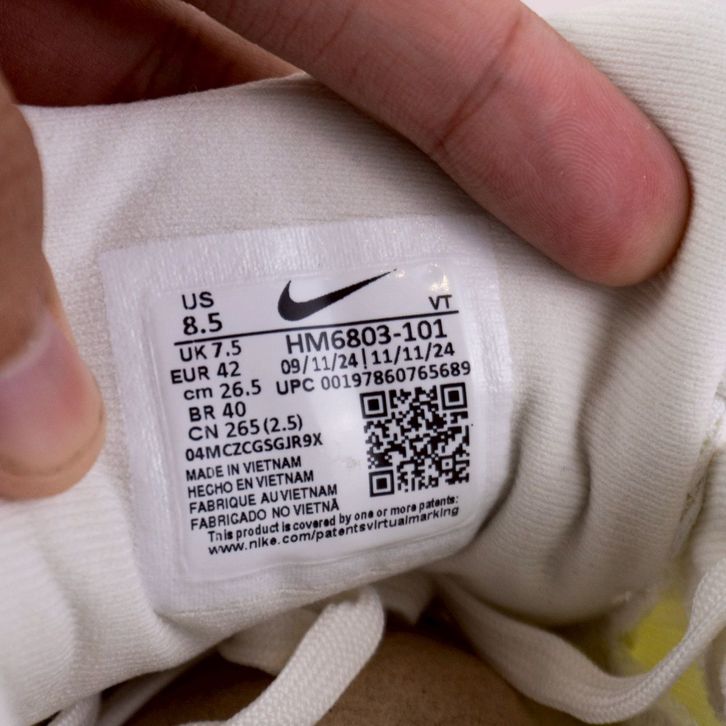 US
8.5
VT
UK 7.5
HM6803-101
EUR 42
09/11/24 | 11/11/24
cm 26.5
UPC 00197860765689
BR 40
CN 265 (2.5)
04MCZCGSGJR9X
MADE IN VIETNAM
HECHO EN VIETNAM
FABRIQUE AU VIETNAM
FABRICADO NO VIETNÃ
This product is covered by one or more patents:
www.nike.com/patentsvirtualmarking